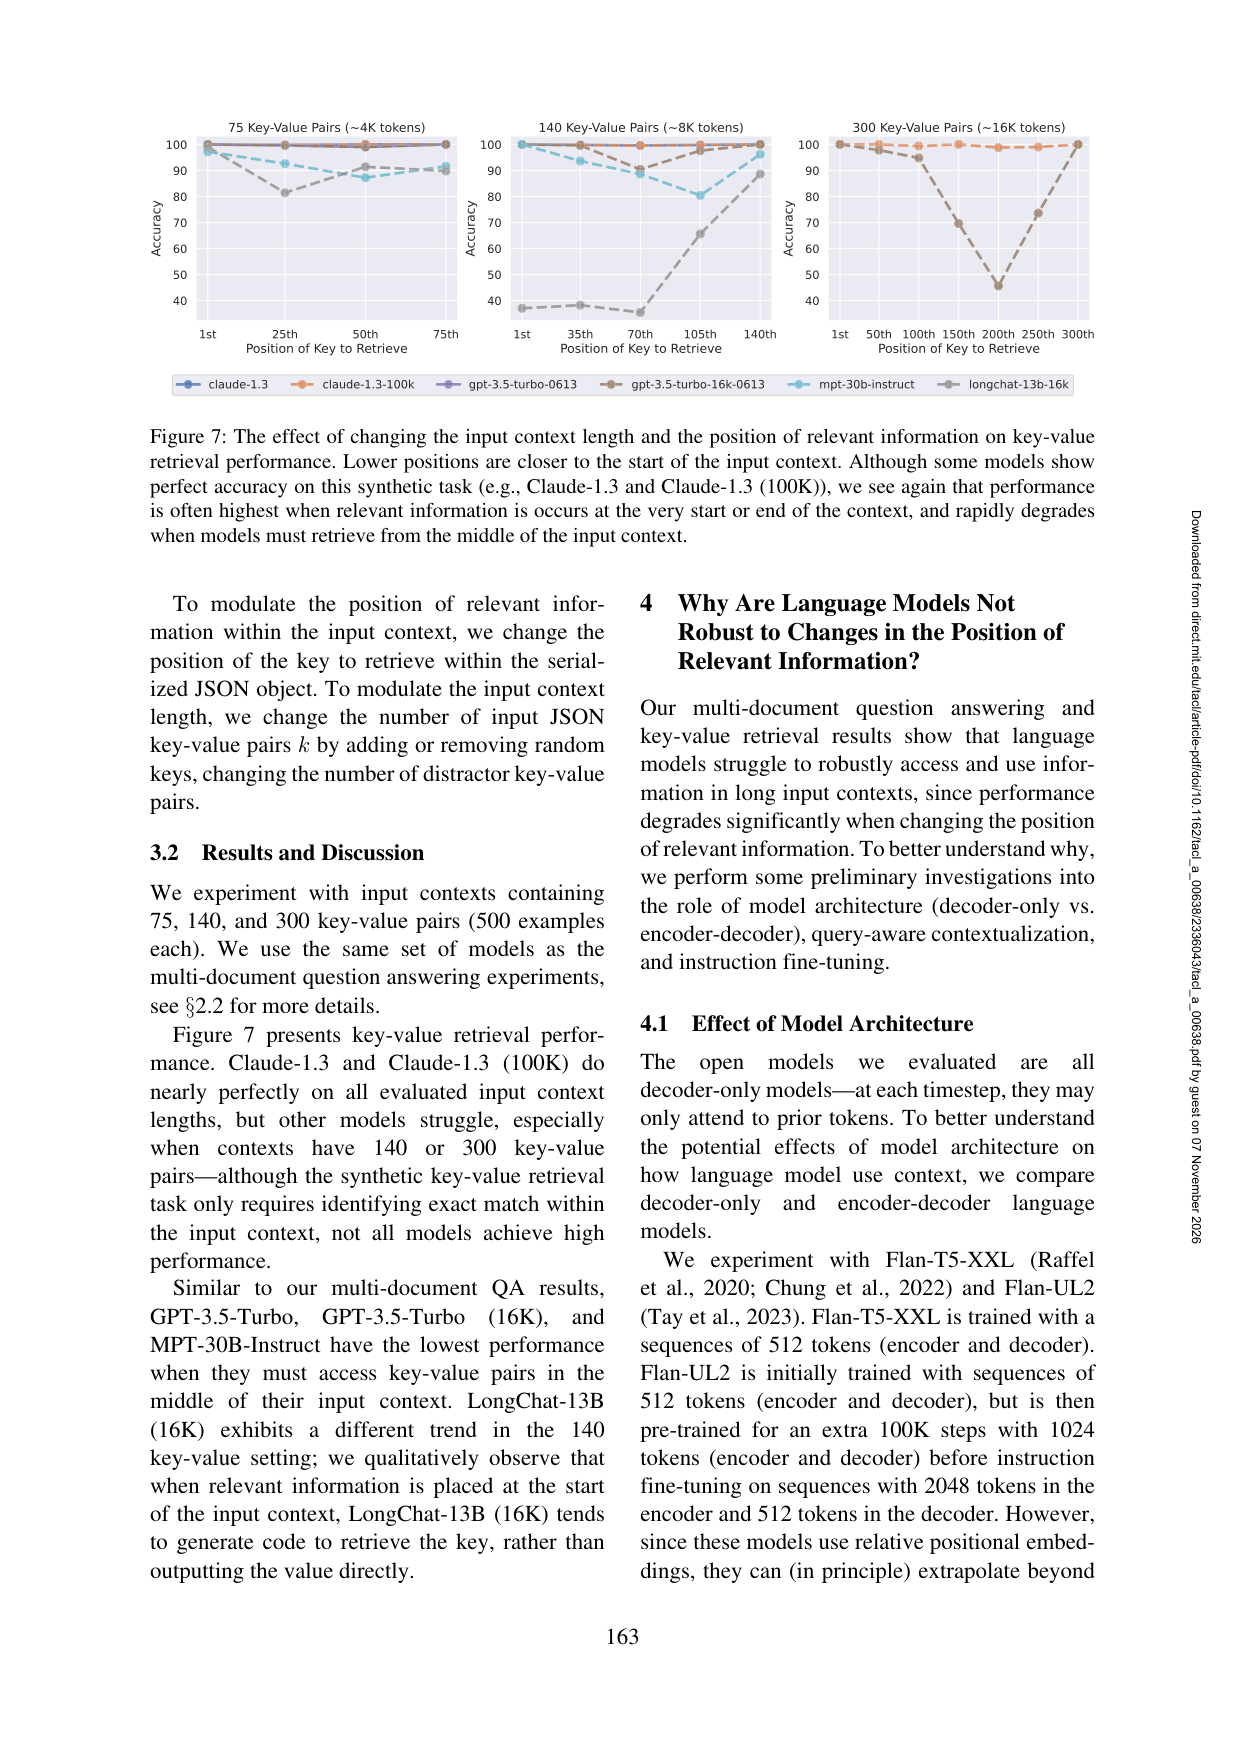 75 Key-Value Pairs (~4K tokens)
100
90
80
70
60
50
40
Accuracy
1st 25th 50th 75th
Position of Key to Retrieve
140 Key-Value Pairs (~8K tokens)
100
90
80
70
60
50
40
Accuracy
1st 35th 70th 105th 140th
Position of Key to Retrieve
300 Key-Value Pairs (~16K tokens)
100
90
80
70
60
50
40
Accuracy
1st 50th 100th 150th 200th 250th 300th
Position of Key to Retrieve
claude-1.3 claude-1.3-100k gpt-3.5-turbo-0613 gpt-3.5-turbo-16k-0613 mpt-30b-instruct longchat-13b-16k
Figure 7: The effect of changing the input context length and the position of relevant information on key-value
retrieval performance. Lower positions are closer to the start of the input context. Although some models show
perfect accuracy on this synthetic task (e.g., Claude-1.3 and Claude-1.3 (100K)), we see again that performance
is often highest when relevant information is occurs at the very start or end of the context, and rapidly degrades
when models must retrieve from the middle of the input context.
To modulate the position of relevant infor-
mation within the input context, we change the
position of the key to retrieve within the serial-
ized JSON object. To modulate the input context
length, we change the number of input JSON
key-value pairs k by adding or removing random
keys, changing the number of distractor key-value
pairs.
3.2 Results and Discussion
We experiment with input contexts containing
75, 140, and 300 key-value pairs (500 examples
each). We use the same set of models as the
multi-document question answering experiments,
see §2.2 for more details.
Figure 7 presents key-value retrieval perfor-
mance. Claude-1.3 and Claude-1.3 (100K) do
nearly perfectly on all evaluated input context
lengths, but other models struggle, especially
when contexts have 140 or 300 key-value
pairs—although the synthetic key-value retrieval
task only requires identifying exact match within
the input context, not all models achieve high
performance.
Similar to our multi-document QA results,
GPT-3.5-Turbo, GPT-3.5-Turbo (16K), and
MPT-30B-Instruct have the lowest performance
when they must access key-value pairs in the
middle of their input context. LongChat-13B
(16K) exhibits a different trend in the 140
key-value setting; we qualitatively observe that
when relevant information is placed at the start
of the input context, LongChat-13B (16K) tends
to generate code to retrieve the key, rather than
outputting the value directly.
4 Why Are Language Models Not
Robust to Changes in the Position of
Relevant Information?
Our multi-document question answering and
key-value retrieval results show that language
models struggle to robustly access and use infor-
mation in long input contexts, since performance
degrades significantly when changing the position
of relevant information. To better understand why,
we perform some preliminary investigations into
the role of model architecture (decoder-only vs.
encoder-decoder), query-aware contextualization,
and instruction fine-tuning.
4.1 Effect of Model Architecture
The open models we evaluated are all
decoder-only models—at each timestep, they may
only attend to prior tokens. To better understand
the potential effects of model architecture on
how language model use context, we compare
decoder-only and encoder-decoder language
models.
We experiment with Flan-T5-XXL (Raffel
et al., 2020; Chung et al., 2022) and Flan-UL2
(Tay et al., 2023). Flan-T5-XXL is trained with a
sequences of 512 tokens (encoder and decoder).
Flan-UL2 is initially trained with sequences of
512 tokens (encoder and decoder), but is then
pre-trained for an extra 100K steps with 1024
tokens (encoder and decoder) before instruction
fine-tuning on sequences with 2048 tokens in the
encoder and 512 tokens in the decoder. However,
since these models use relative positional embed-
dings, they can (in principle) extrapolate beyond
163
Downloaded from direct.mit.edu/tacl/article-pdf/doi/10.1162/tacl_a_00638/2336043/tacl_a_00638.pdf by guest on 07 November 2026